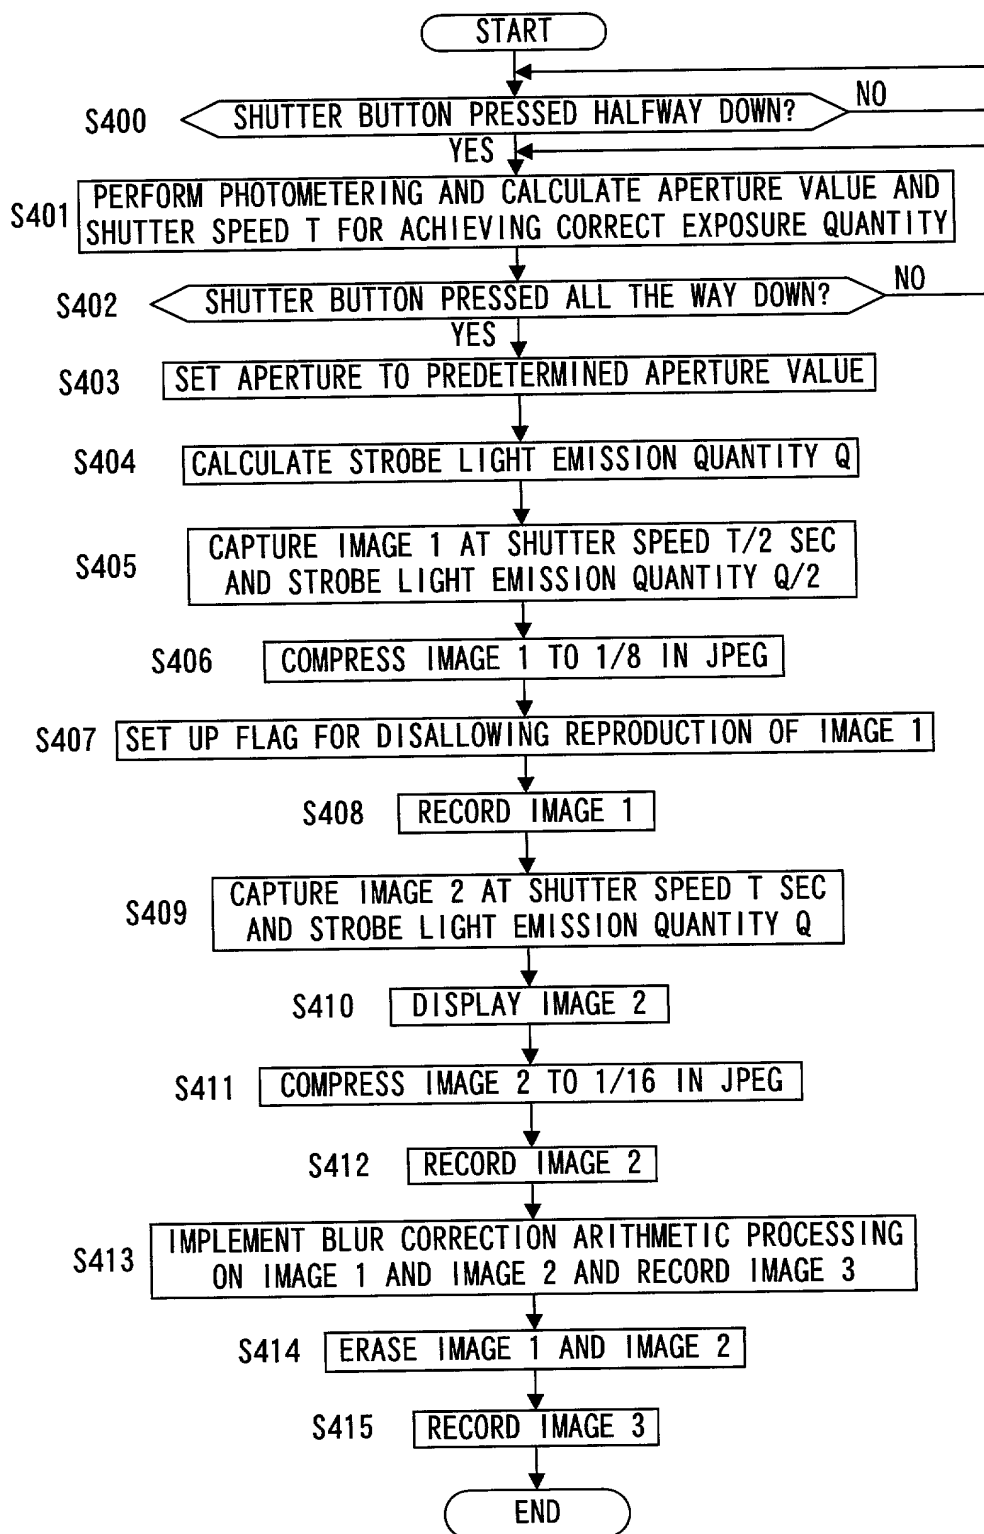 START
S400
SHUTTER BUTTON PRESSED HALFWAY DOWN?
NO
YES
S401
PERFORM PHOTOMETERING AND CALCULATE APERTURE VALUE AND
SHUTTER SPEED T FOR ACHIEVING CORRECT EXPOSURE QUANTITY
S402
SHUTTER BUTTON PRESSED ALL THE WAY DOWN?
NO
YES
S403
SET APERTURE TO PREDETERMINED APERTURE VALUE
S404
CALCULATE STROBE LIGHT EMISSION QUANTITY Q
S405
CAPTURE IMAGE 1 AT SHUTTER SPEED T/2 SEC
AND STROBE LIGHT EMISSION QUANTITY Q/2
S406
COMPRESS IMAGE 1 TO 1/8 IN JPEG
S407
SET UP FLAG FOR DISALLOWING REPRODUCTION OF IMAGE 1
S408
RECORD IMAGE 1
S409
CAPTURE IMAGE 2 AT SHUTTER SPEED T SEC
AND STROBE LIGHT EMISSION QUANTITY Q
S410
DISPLAY IMAGE 2
S411
COMPRESS IMAGE 2 TO 1/16 IN JPEG
S412
RECORD IMAGE 2
S413
IMPLEMENT BLUR CORRECTION ARITHMETIC PROCESSING
ON IMAGE 1 AND IMAGE 2 AND RECORD IMAGE 3
S414
ERASE IMAGE 1 AND IMAGE 2
S415
RECORD IMAGE 3
END